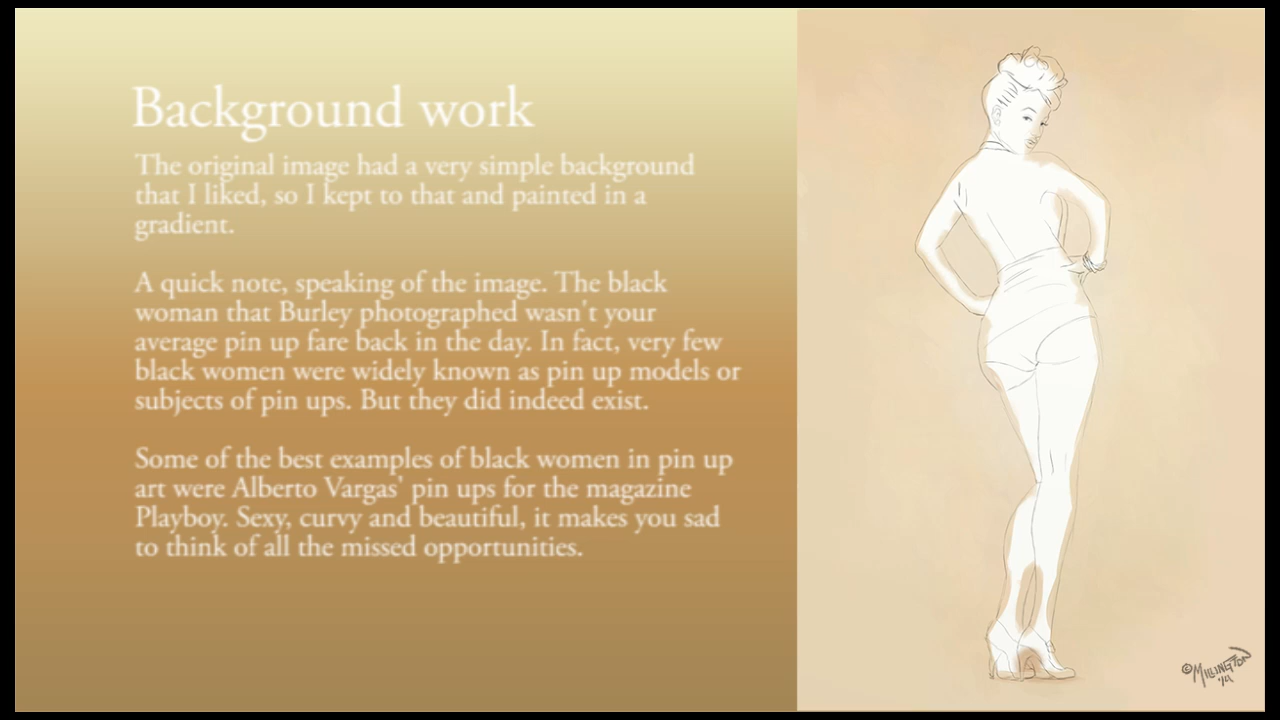 Background work
The original image had a very simple background
that I liked, so I kept to that and painted in a
gradient.
A quick note, speaking of the image. The black
woman that Burley photographed wasn't your
average pin up fare back in the day. In fact, very few
black women were widely known as pin up models or
subjects of pin ups. But they did indeed exist.
Some of the best examples of black women in pin up
art were Alberto Vargas' pin ups for the magazine
Playboy. Sexy, curvy and beautiful, it makes you sad
to think of all the missed opportunities.
©MILLINGTON